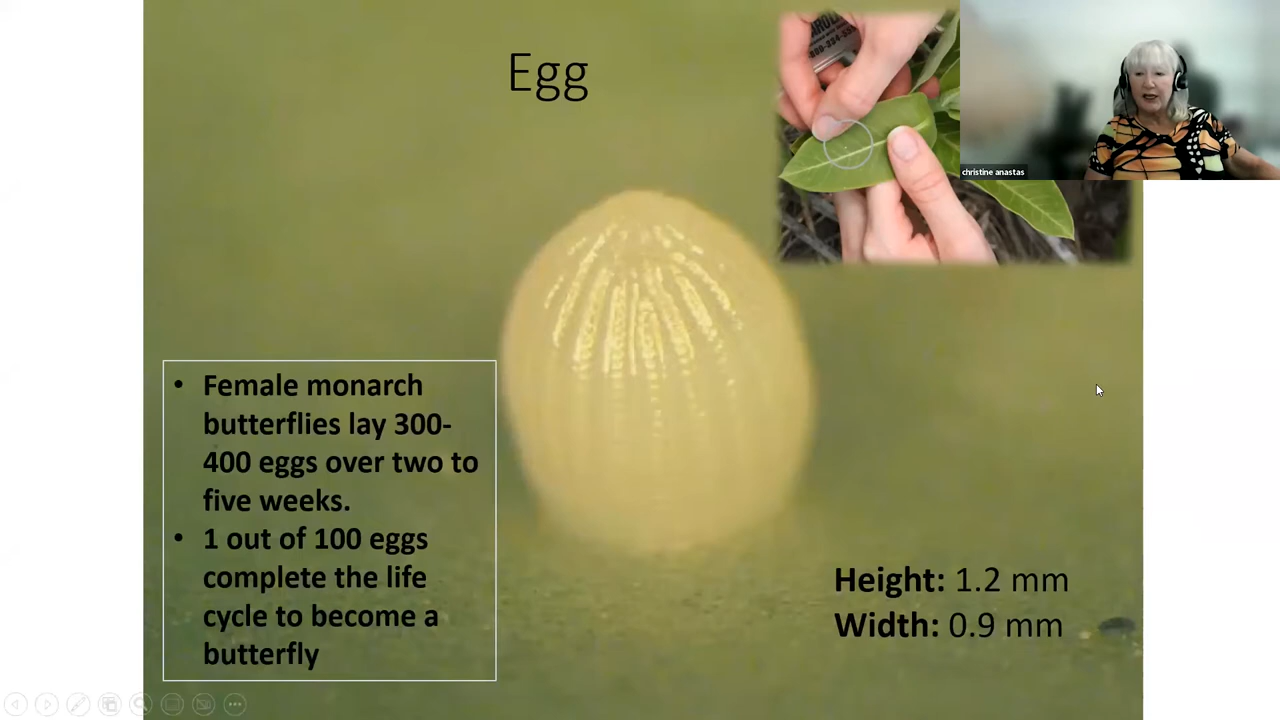 Egg
christine anastas
• Female monarch
butterflies lay 300-
400 eggs over two to
five weeks.
• 1 out of 100 eggs
complete the life
cycle to become a
butterfly
Height: 1.2 mm
Width: 0.9 mm